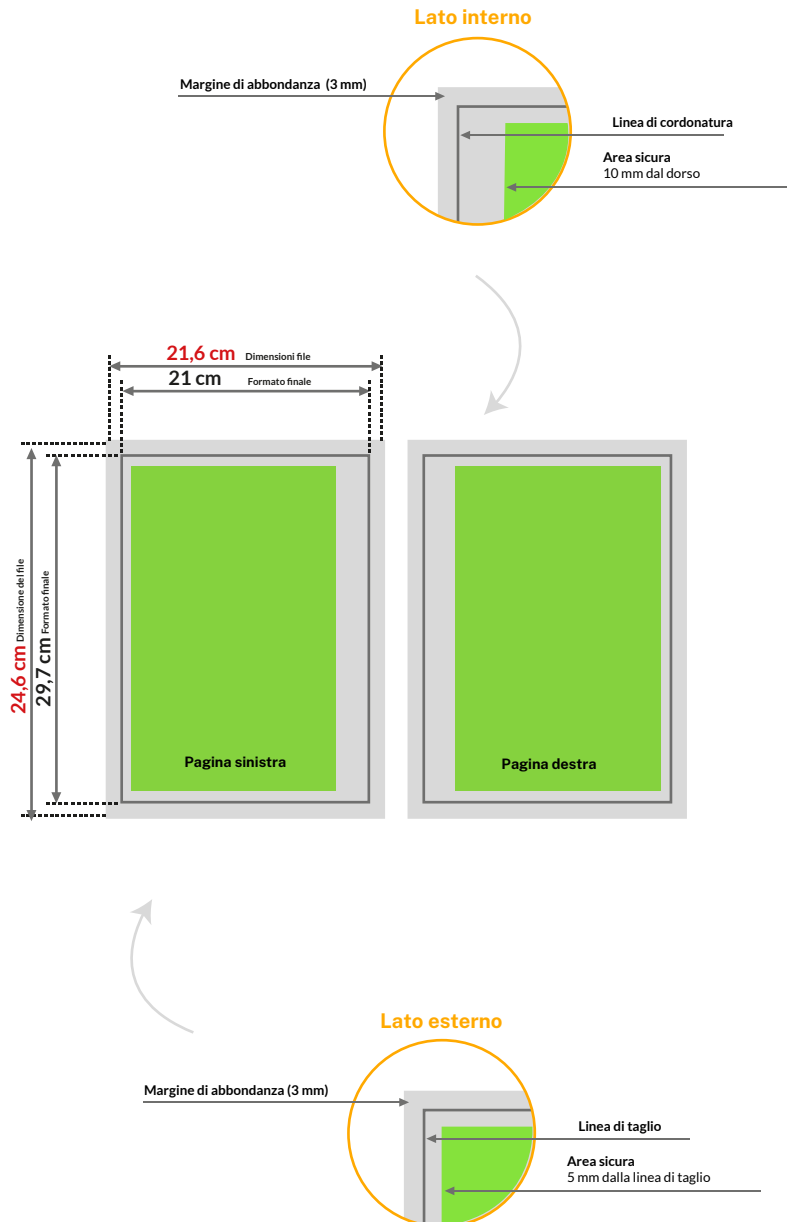 Lato interno
Margine di abbondanza (3 mm)
Linea di cordonatura
Area sicura
10 mm dal dorso
21,6 cm Dimensioni file
21 cm Formato finale
24,6 cm Dimensione del file
29,7 cm Formato finale
Pagina sinistra
Pagina destra
Lato esterno
Margine di abbondanza (3 mm)
Linea di taglio
Area sicura
5 mm dalla linea di taglio